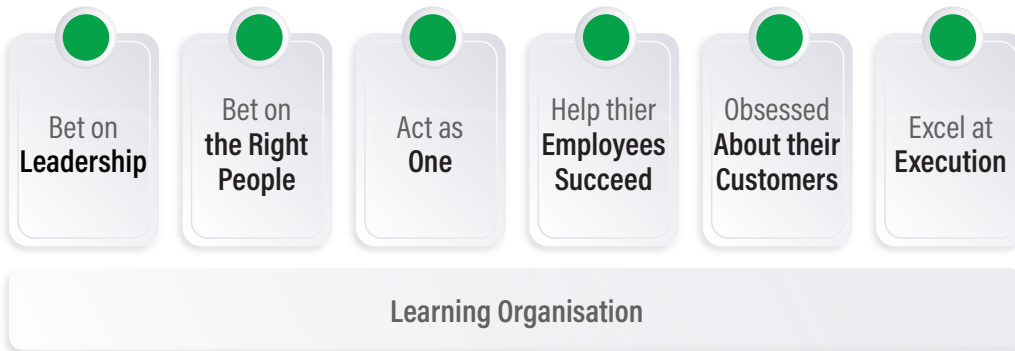 Bet on
Leadership
Bet on
the Right
People
Act as
One
Help thier
Employees
Succeed
Obsessed
About their
Customers
Excel at
Execution
Learning Organisation